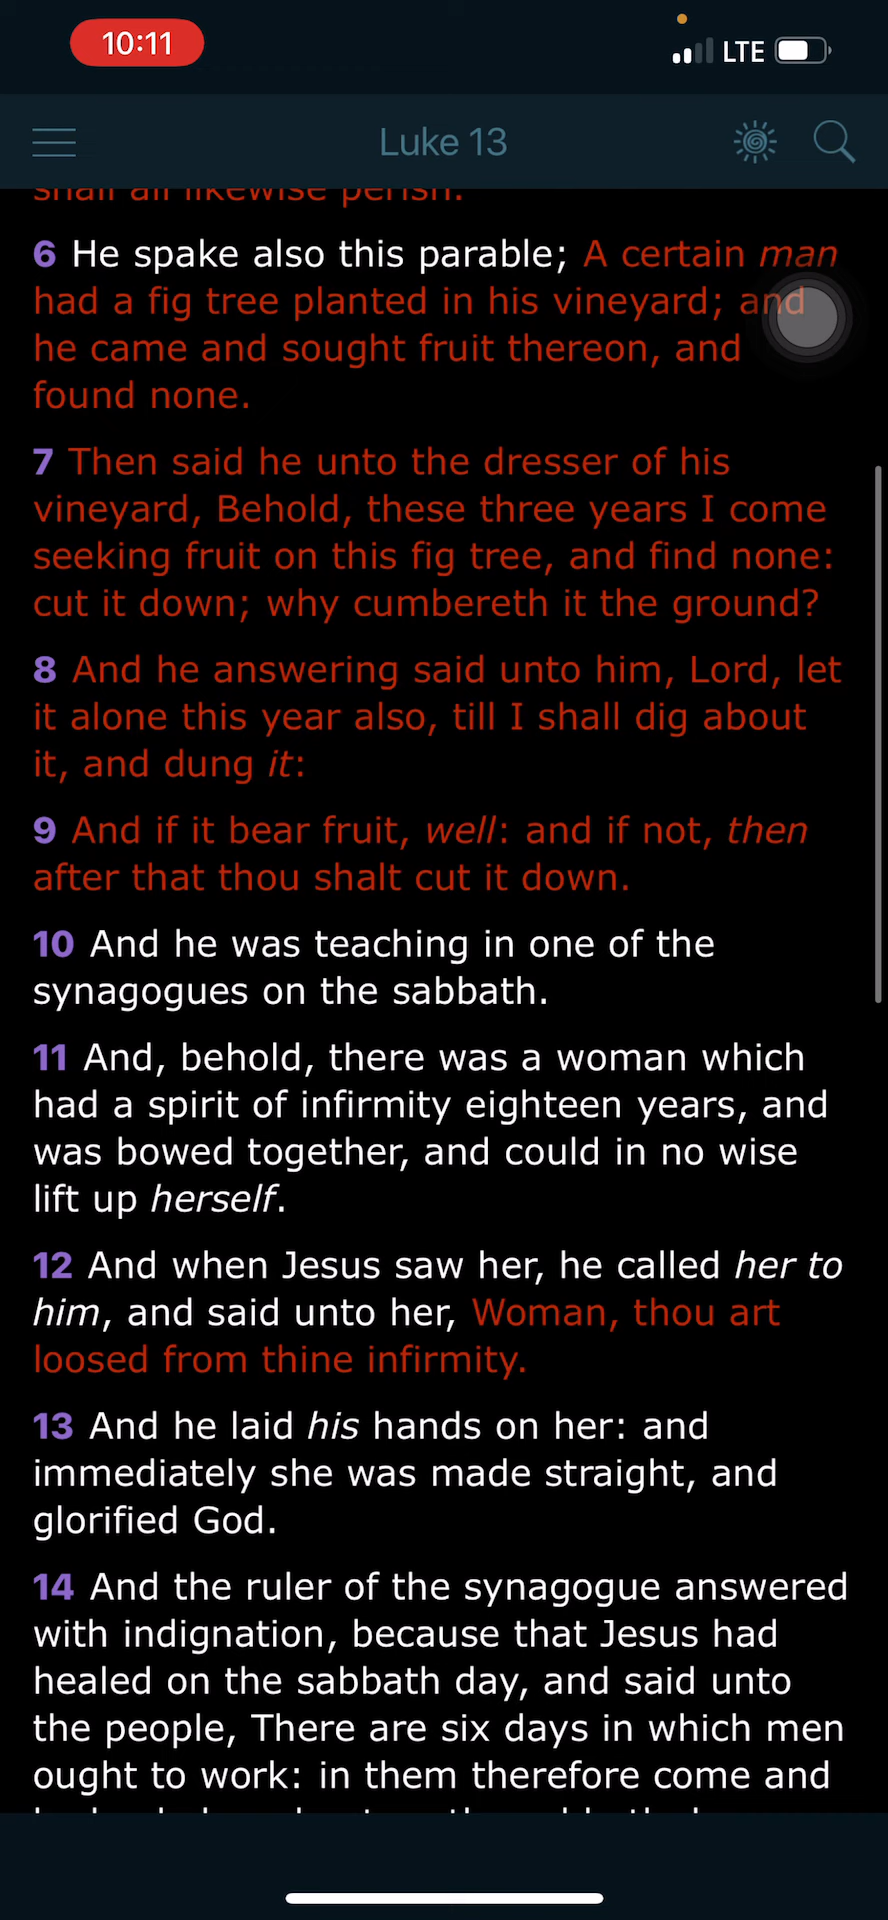 10:11
LTE
Luke 13
shall all likewise perish.
6 He spake also this parable; A certain man
had a fig tree planted in his vineyard; and
he came and sought fruit thereon, and
found none.
7 Then said he unto the dresser of his
vineyard, Behold, these three years I come
seeking fruit on this fig tree, and find none:
cut it down; why cumbereth it the ground?
8 And he answering said unto him, Lord, let
it alone this year also, till I shall dig about
it, and dung it:
9 And if it bear fruit, well: and if not, then
after that thou shalt cut it down.
10 And he was teaching in one of the
synagogues on the sabbath.
11 And, behold, there was a woman which
had a spirit of infirmity eighteen years, and
was bowed together, and could in no wise
lift up herself.
12 And when Jesus saw her, he called her to
him, and said unto her, Woman, thou art
loosed from thine infirmity.
13 And he laid his hands on her: and
immediately she was made straight, and
glorified God.
14 And the ruler of the synagogue answered
with indignation, because that Jesus had
healed on the sabbath day, and said unto
the people, There are six days in which men
ought to work: in them therefore come and